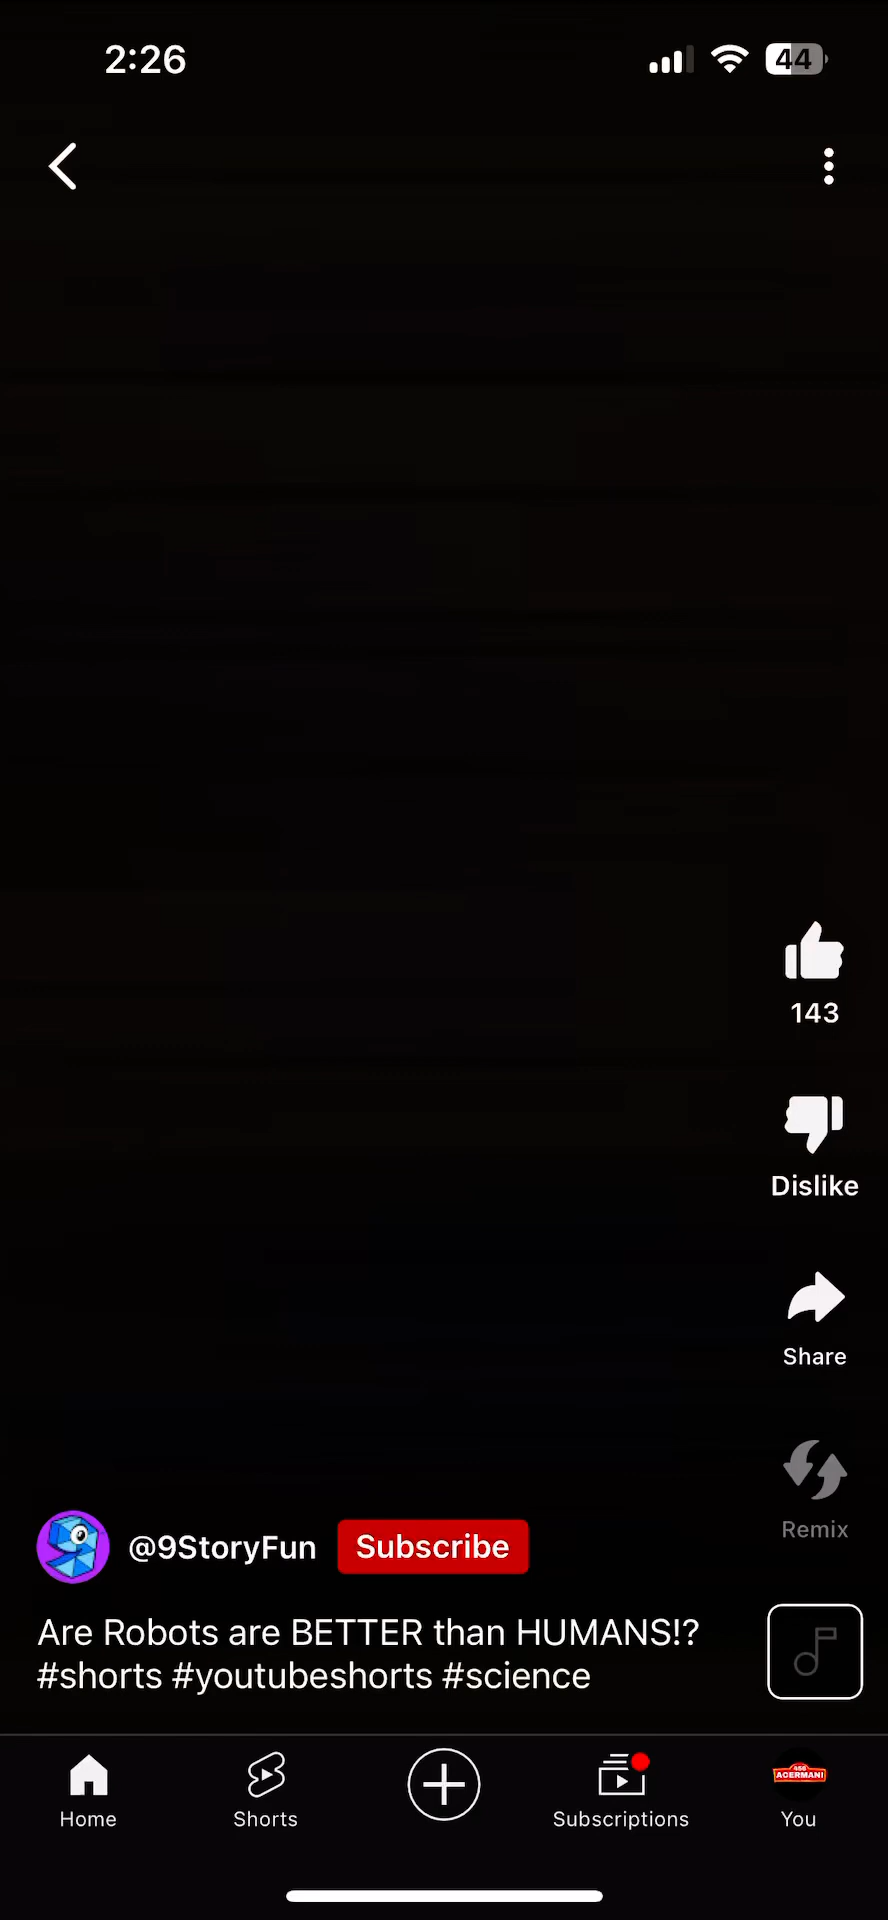 2:26
44
143
Dislike
Share
Remix
@9StoryFun
Subscribe
Are Robots are BETTER than HUMANS!?
#shorts #youtubeshorts #science
Home
Shorts
Subscriptions
You
ACERMANI